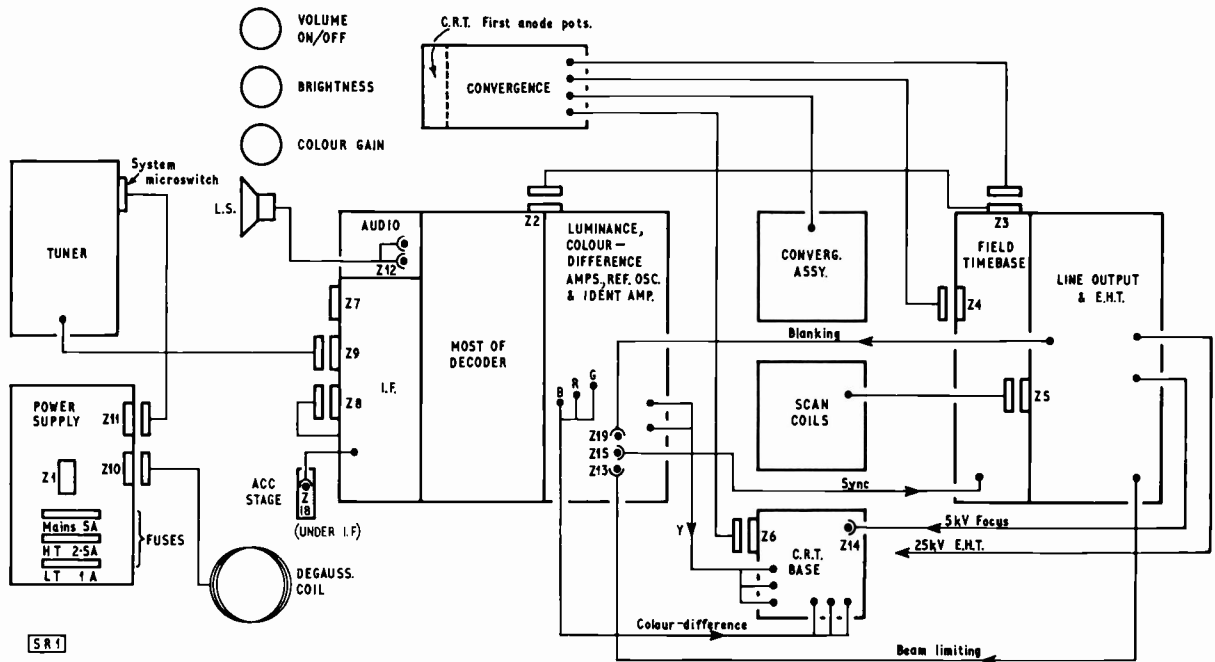 VOLUME
ON/OFF
C.R.T. First anode pots.
BRIGHTNESS
CONVERGENCE
COLOUR GAIN
System
microswitch
L.S.
TUNER
AUDIO
Z12
Z7
Z9
I.F.
Z8
MOST OF
DECODER
Z2
LUMINANCE,
COLOUR-
DIFFERENCE
AMPS., REF. OSC.
& IDENT AMP.
B R G
Z19
Z15
Z13
CONVERG.
ASSY.
Z3
FIELD
TIMEBASE
Z4
LINE OUTPUT
& E.H.T.
Blanking
SCAN
COILS
Z5
POWER
SUPPLY
Z11
Z10
Z1
Mains 5A
HT 2·5A
LT 1A
FUSES
DEGAUSS.
COIL
ACC
STAGE
Z
18
(UNDER I.F)
Sync
Y
Z6
C.R.T.
BASE
Z14
5kV Focus
25kV E.H.T.
Colour-difference
Beam limiting
SR1